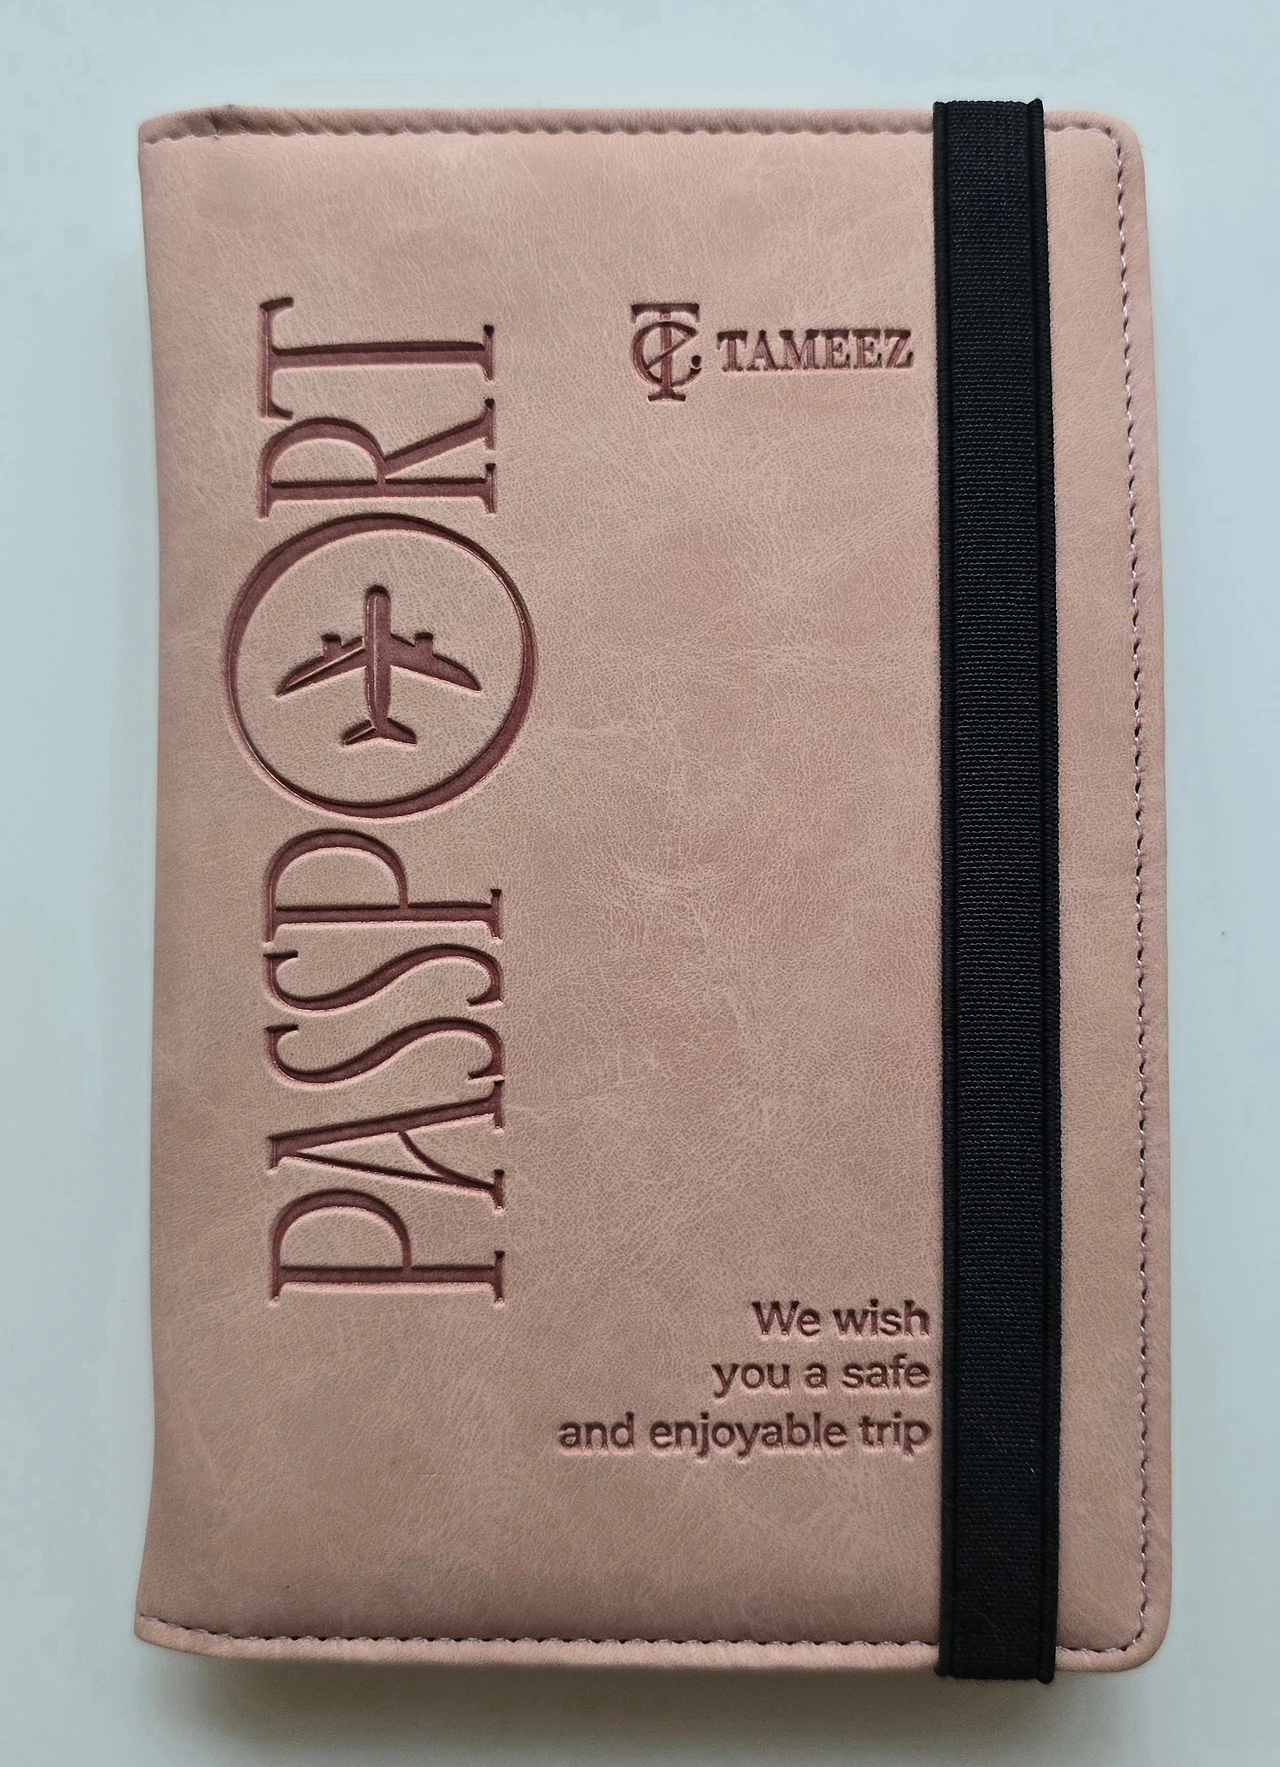 PASSPORT
TAMEEZ
We wish
you a safe
and enjoyable trip